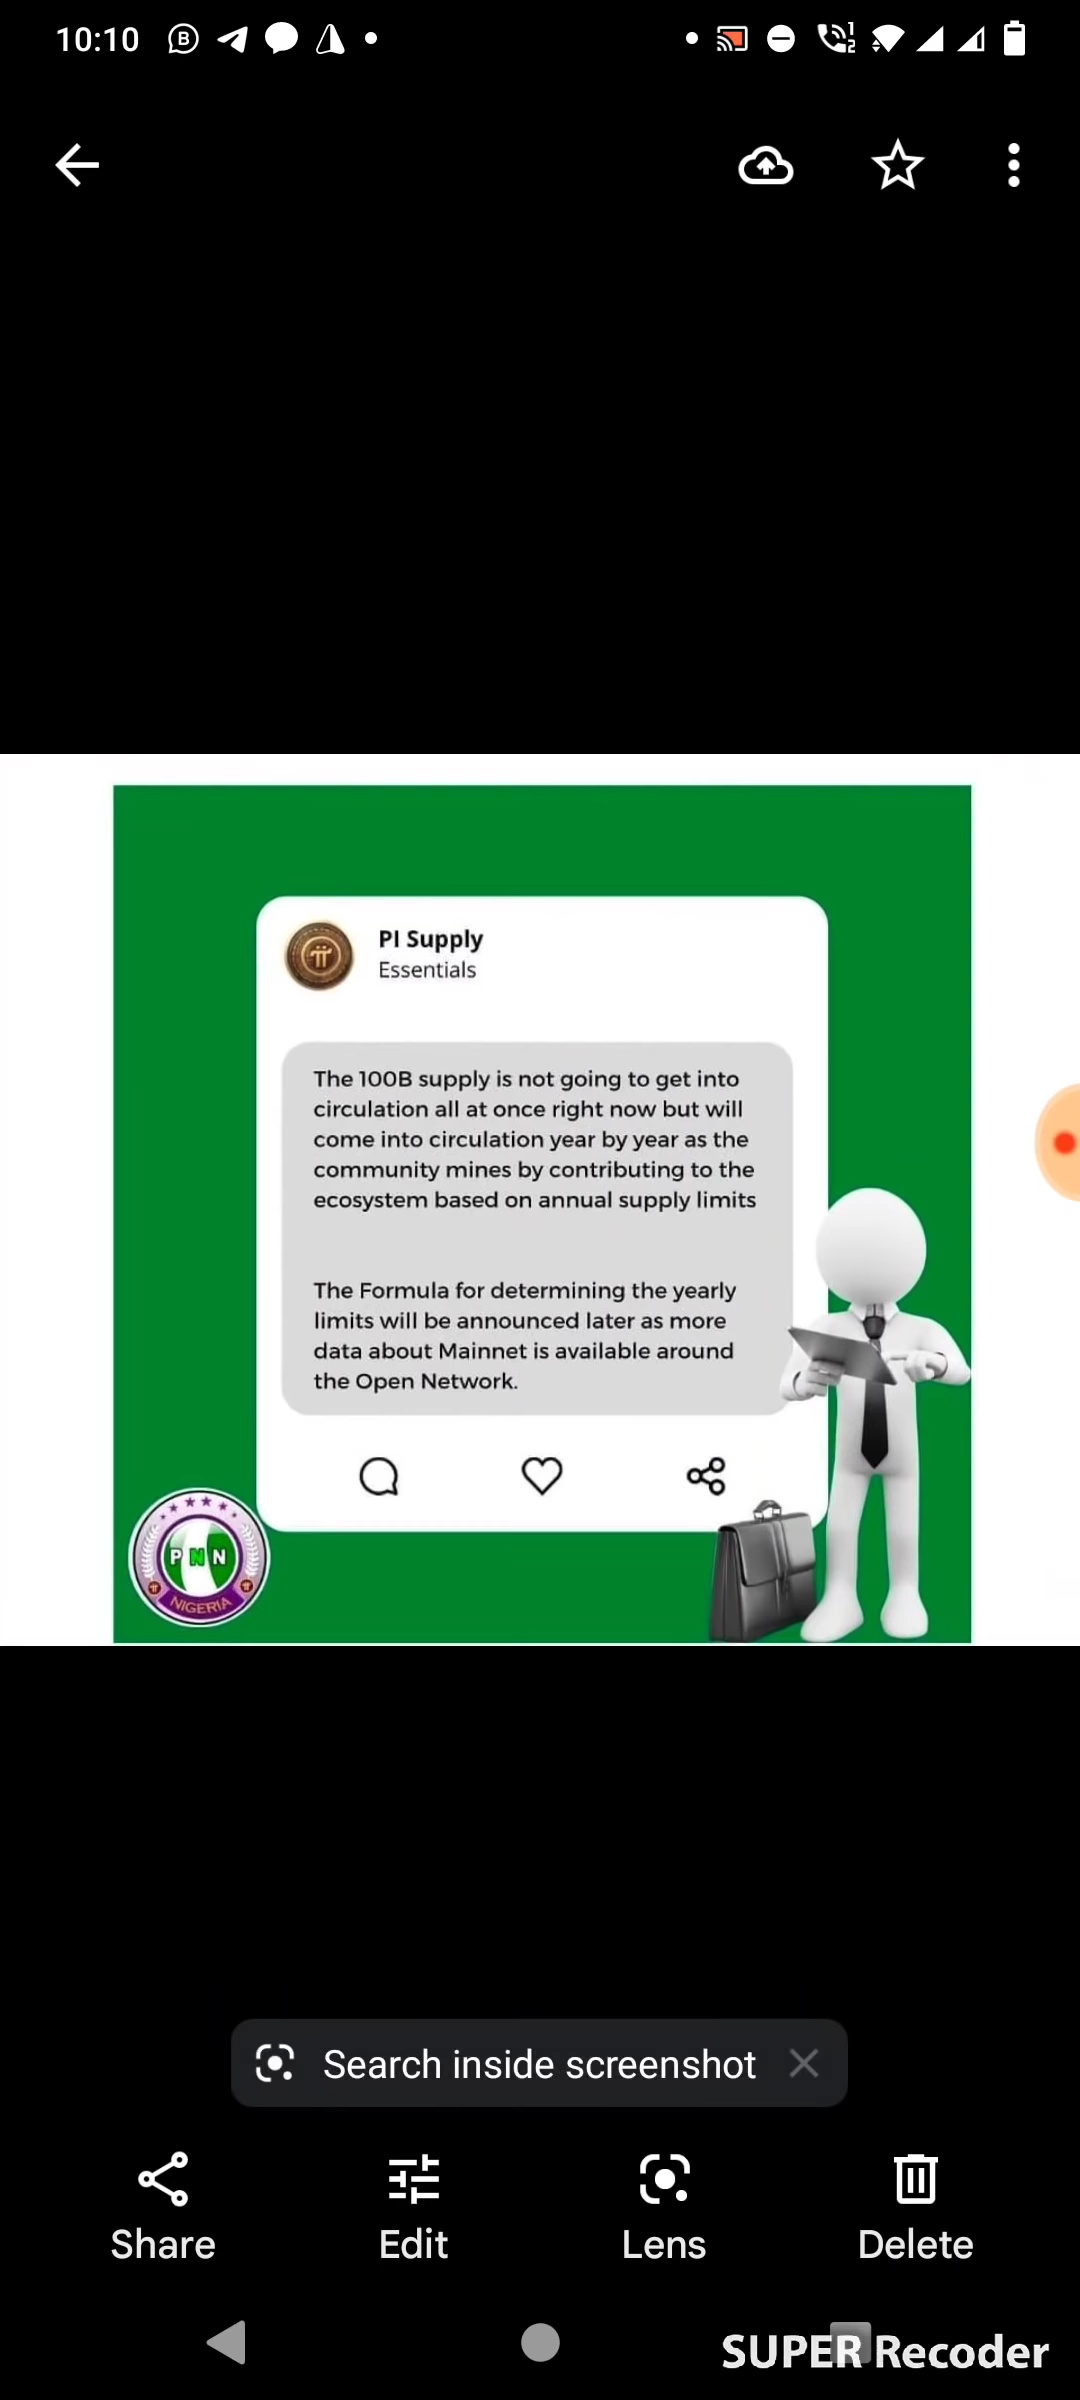 10:10
PI Supply
Essentials
The 100B supply is not going to get into
circulation all at once right now but will
come into circulation year by year as the
community mines by contributing to the
ecosystem based on annual supply limits
The Formula for determining the yearly
limits will be announced later as more
data about Mainnet is available around
the Open Network.
PNN
NIGERIA
Search inside screenshot
Share Edit Lens Delete
SUPER Recoder